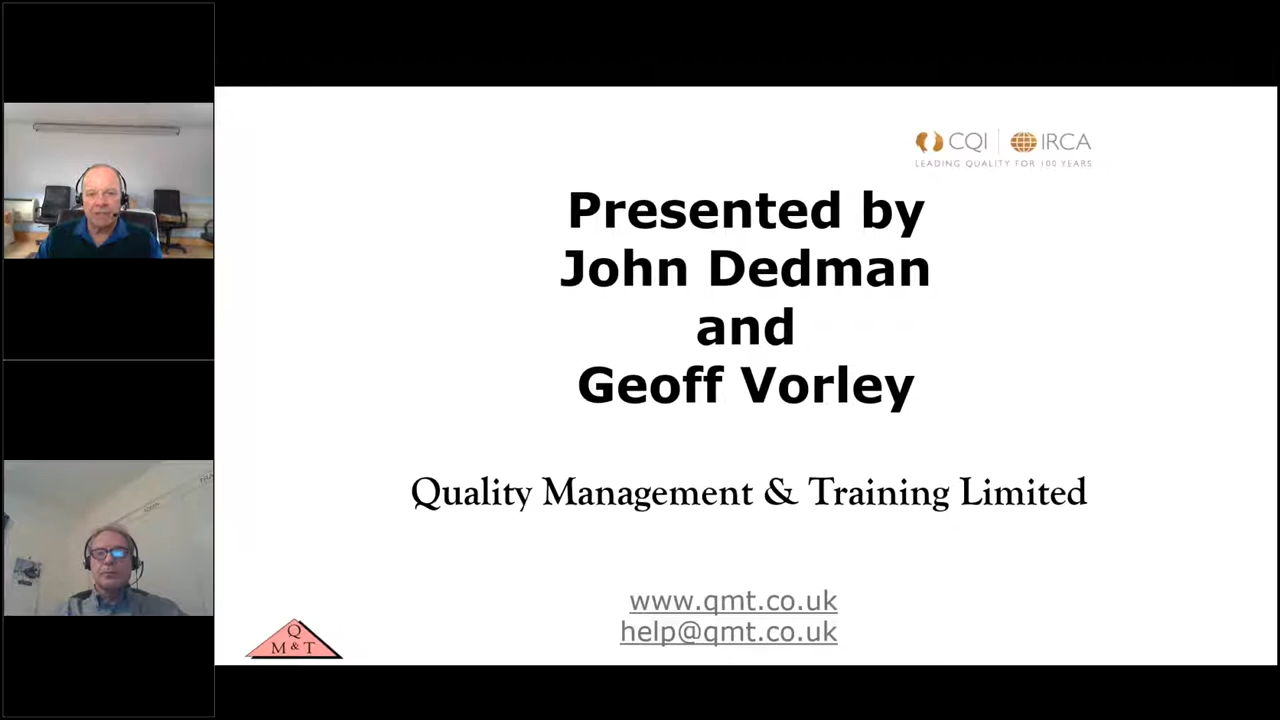 CQI | IRCA
LEADING QUALITY FOR 100 YEARS
Presented by
John Dedman
and
Geoff Vorley
Quality Management & Training Limited
www.qmt.co.uk
help@qmt.co.uk
Q
M & T